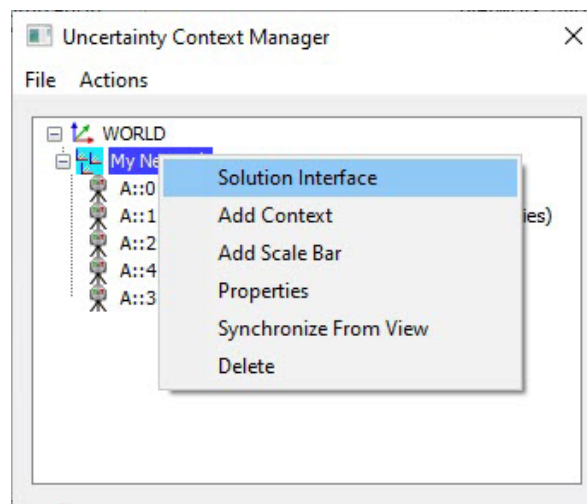 Uncertainty Context Manager
File Actions
WORLD
My
Solution Interface
A::0
Add Context
A::1
ies)
Add Scale Bar
A::2
Properties
A::4
Synchronize From View
A::3
Delete